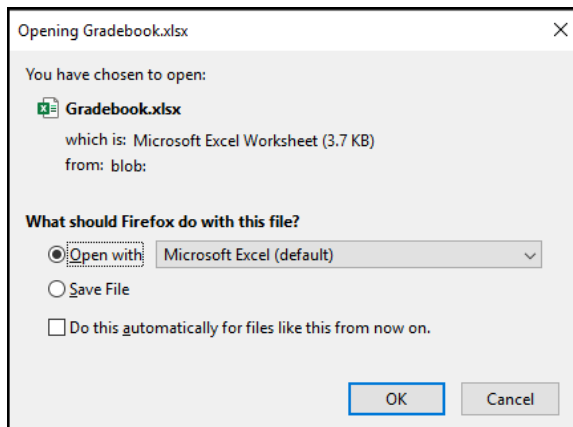 Opening Gradebook.xlsx
You have chosen to open:
Gradebook.xlsx
which is: Microsoft Excel Worksheet (3.7 KB)
from: blob:
What should Firefox do with this file?
Open with Microsoft Excel (default)
Save File
Do this automatically for files like this from now on.
OK Cancel